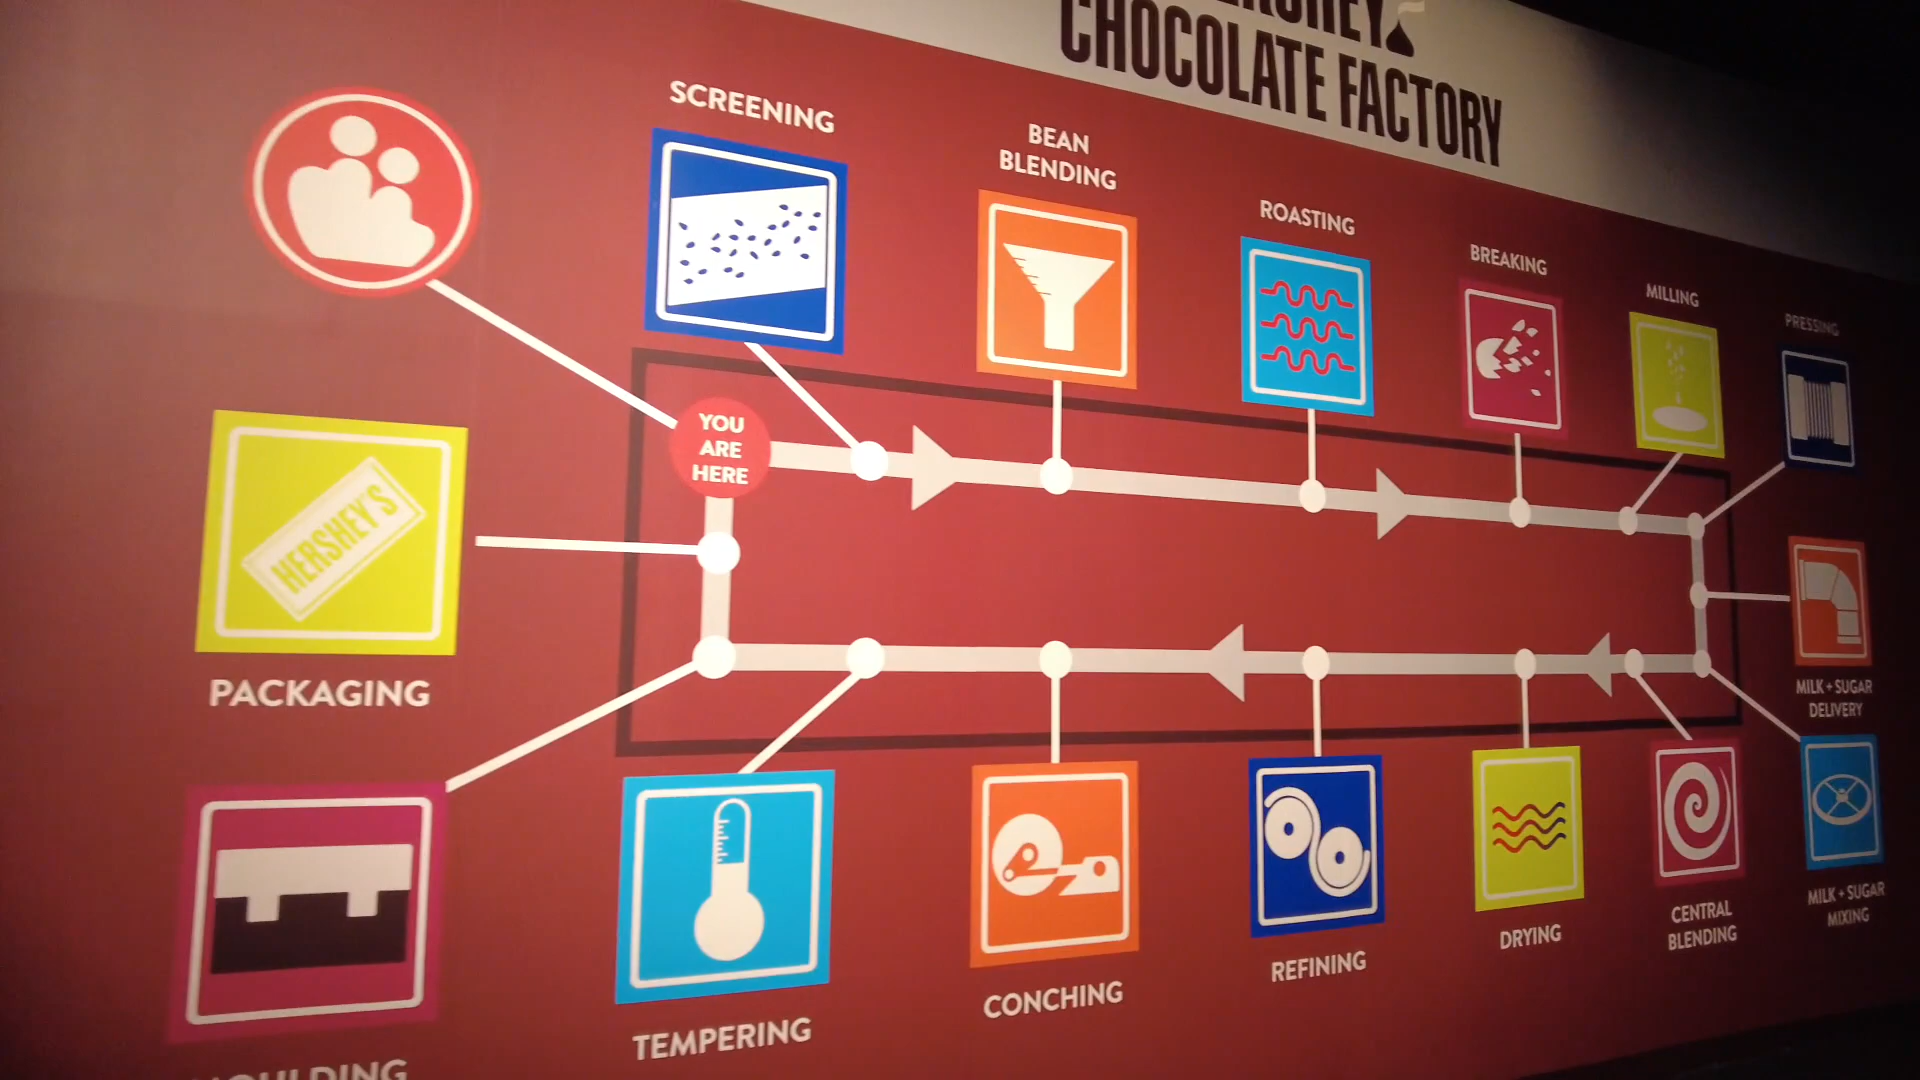 CHOCOLATE FACTORY
SCREENING
BEAN
BLENDING
ROASTING
BREAKING
MILLING
PRESSING
YOU
ARE
HERE
HERSHEY'S
PACKAGING
MILK + SUGAR
DELIVERY
MILK + SUGAR
MIXING
CENTRAL
BLENDING
DRYING
REFINING
CONCHING
TEMPERING